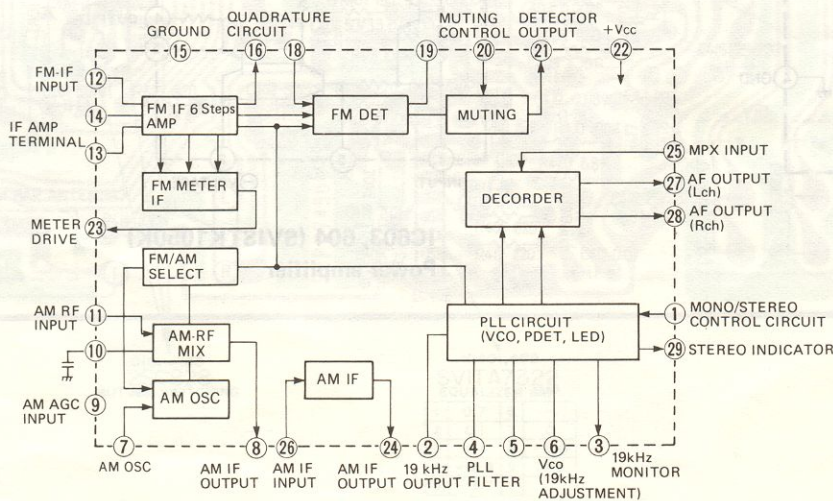 GROUND
QUADRATURE
CIRCUIT
MUTING
CONTROL
DETECTOR
OUTPUT
+Vcc
15
16
18
19
20
21
22
FM-IF
INPUT
12
14
IF AMP
TERMINAL
13
FM IF 6 Steps
AMP
FM DET
MUTING
25
MPX INPUT
FM METER
IF
DECORDER
27
AF OUTPUT
(Lch)
28
AF OUTPUT
(Rch)
METER
DRIVE
23
FM/AM
SELECT
AM RF
INPUT
11
10
AM-RF
MIX
PLL CIRCUIT
(VCO, PDET, LED)
1
MONO/STEREO
CONTROL CIRCUIT
29
STEREO INDICATOR
AM AGC
INPUT
9
AM OSC
AM IF
7
8
26
24
2
4
5
6
3
AM OSC
AM IF
OUTPUT
AM IF
INPUT
AM IF
OUTPUT
19 kHz
OUTPUT
PLL
FILTER
Vco
(19kHz
ADJUSTMENT)
19kHz
MONITOR
IC603, 604 (SVISTK1050K)
Power amplifier